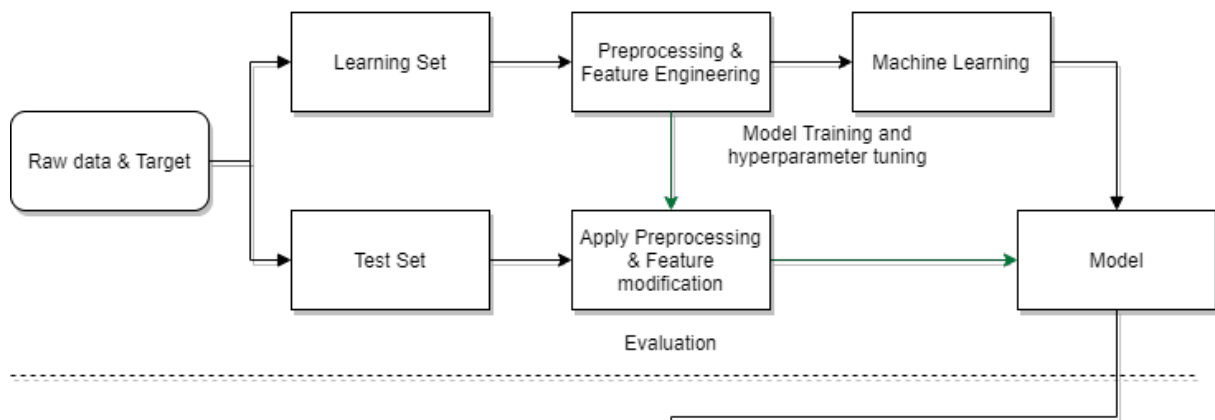 Learning Set
Preprocessing &
Feature Engineering
Machine Learning
Model Training and
hyperparameter tuning
Raw data & Target
Test Set
Apply Preprocessing
& Feature
modification
Model
Evaluation